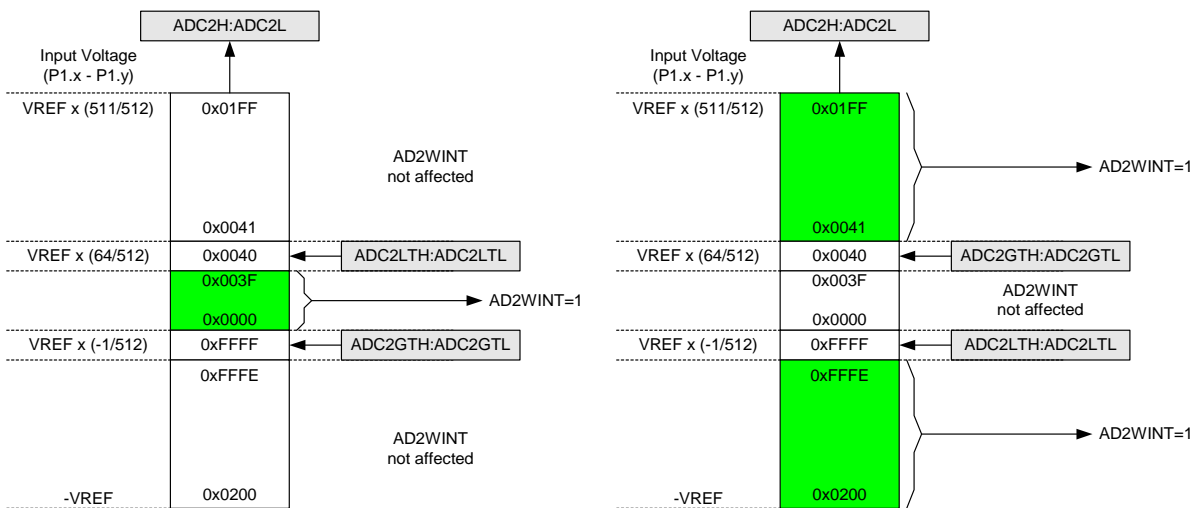 ADC2H:ADC2L
Input Voltage
(P1.x - P1.y)
VREF x (511/512)
0x01FF
AD2WINT
not affected
0x0041
VREF x (64/512)
0x0040
ADC2LTH:ADC2LTL
0x003F
AD2WINT=1
0x0000
VREF x (-1/512)
0xFFFF
ADC2GTH:ADC2GTL
0xFFFE
AD2WINT
not affected
-VREF
0x0200
ADC2H:ADC2L
Input Voltage
(P1.x - P1.y)
VREF x (511/512)
0x01FF
AD2WINT=1
0x0041
VREF x (64/512)
0x0040
ADC2GTH:ADC2GTL
0x003F
AD2WINT
not affected
0x0000
VREF x (-1/512)
0xFFFF
ADC2LTH:ADC2LTL
0xFFFE
AD2WINT=1
-VREF
0x0200